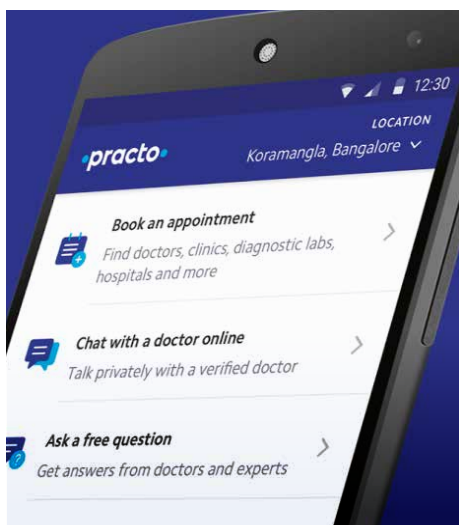 12:30
LOCATION
•practo•
Koramangla, Bangalore
Book an appointment
Find doctors, clinics, diagnostic labs,
hospitals and more
Chat with a doctor online
Talk privately with a verified doctor
Ask a free question
Get answers from doctors and experts